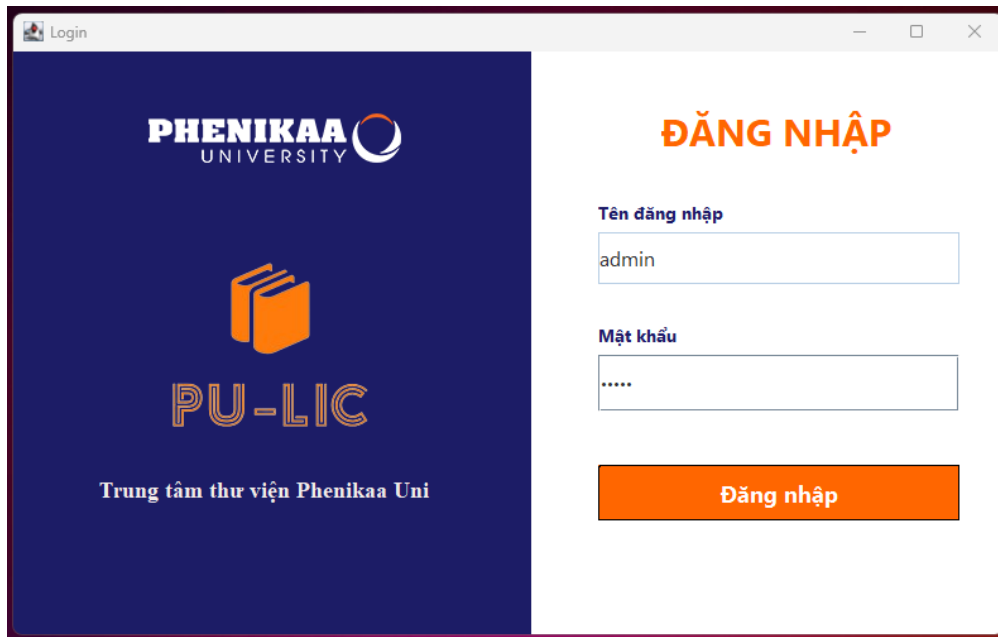 Login
PHENIKAA
UNIVERSITY
PU-LIC
Trung tâm thư viện Phenikaa Uni
ĐĂNG NHẬP
Tên đăng nhập
admin
Mật khẩu
•••••
Đăng nhập